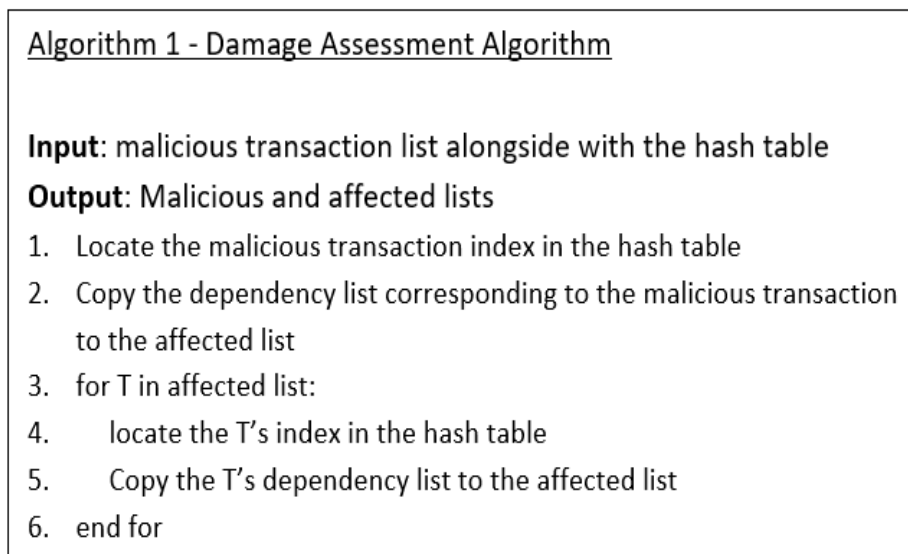 Algorithm 1 - Damage Assessment Algorithm
Input: malicious transaction list alongside with the hash table
Output: Malicious and affected lists
1. Locate the malicious transaction index in the hash table
2. Copy the dependency list corresponding to the malicious transaction
to the affected list
3. for T in affected list:
4. locate the T’s index in the hash table
5. Copy the T’s dependency list to the affected list
6. end for